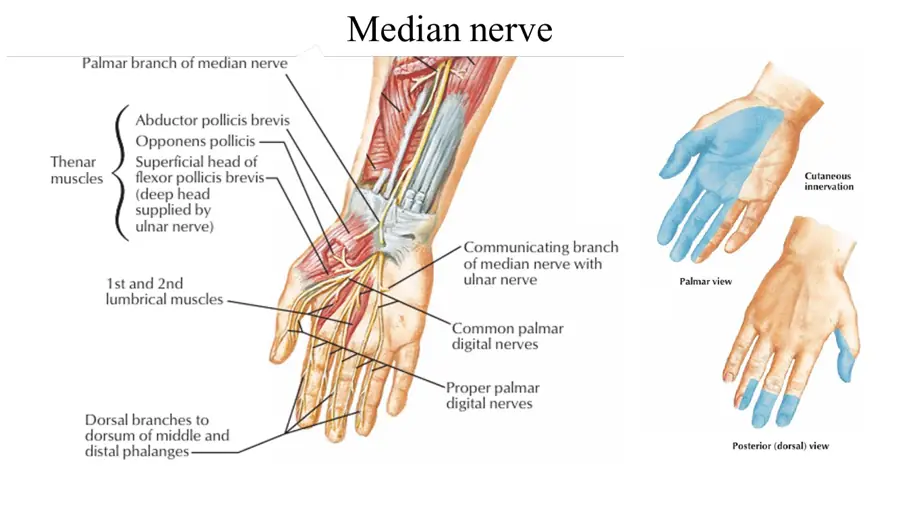 Median nerve
Palmar branch of median nerve
Thenar
muscles
Abductor pollicis brevis
Opponens pollicis
Superficial head of
flexor pollicis brevis
(deep head
supplied by
ulnar nerve)
1st and 2nd
lumbrical muscles
Dorsal branches to
dorsum of middle and
distal phalanges
Communicating branch
of median nerve with
ulnar nerve
Common palmar
digital nerves
Proper palmar
digital nerves
Cutaneous
innervation
Palmar view
Posterior (dorsal) view